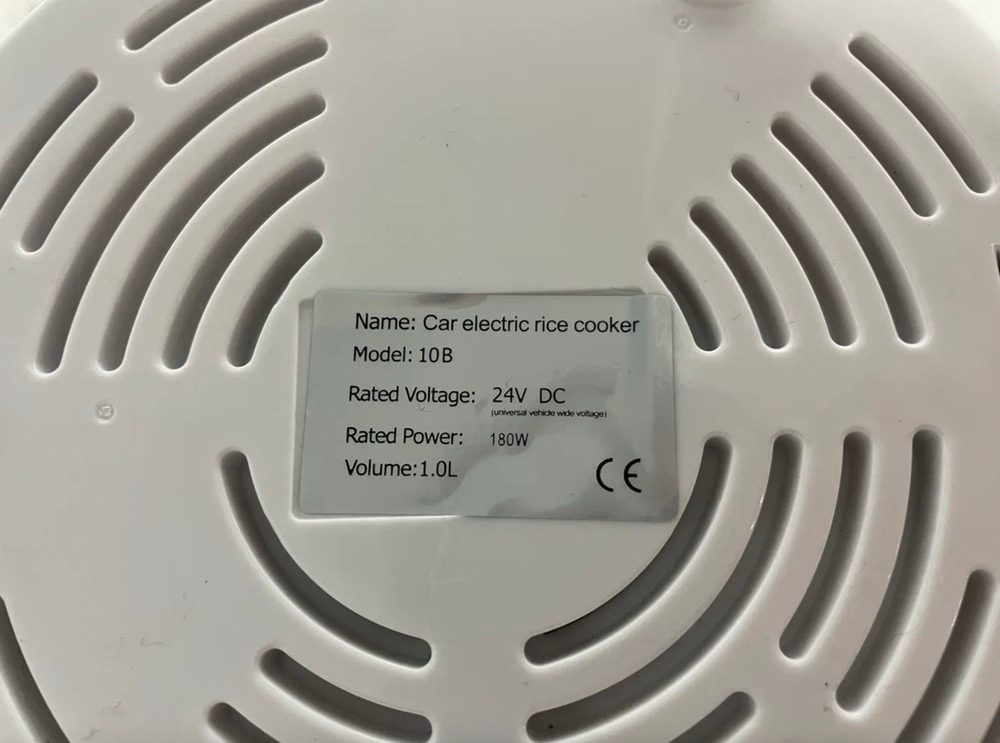 Name: Car electric rice cooker
Model: 10B
Rated Voltage: 24V DC
(universal vehicle wide voltage)
Rated Power: 180W
Volume:1.0L
CE